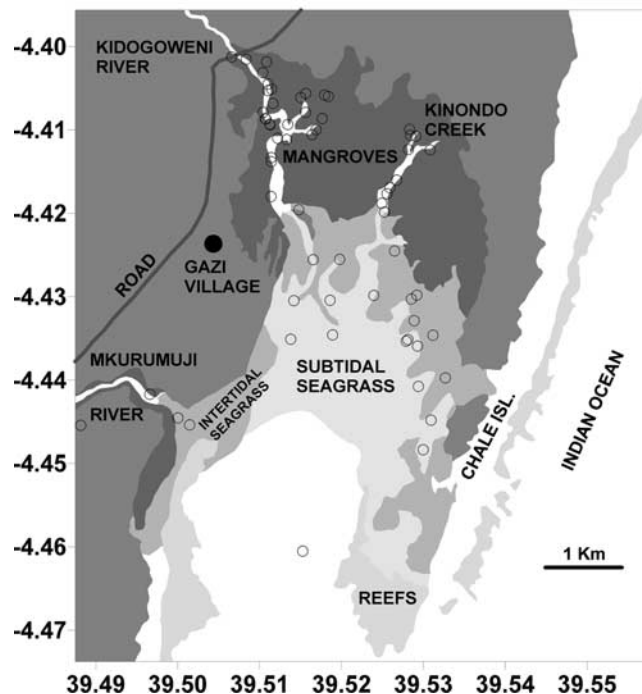 -4.40
-4.41
-4.42
-4.43
-4.44
-4.45
-4.46
-4.47
KIDOGOWENI
RIVER
KINONDO
CREEK
MANGROVES
ROAD
GAZI
VILLAGE
MKURUMUJI
RIVER
INTERTIDAL
SEAGRASS
SUBTIDAL
SEAGRASS
CHALE ISL.
INDIAN OCEAN
1 Km
REEFS
39.49 39.50 39.51 39.52 39.53 39.54 39.55